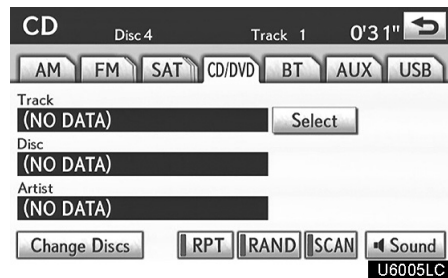 CD Disc 4 Track 1 0'31"
AM FM SAT CD/DVD BT AUX USB
Track
(NO DATA) Select
Disc
(NO DATA)
Artist
(NO DATA)
Change Discs RPT RAND SCAN Sound
U6005LC